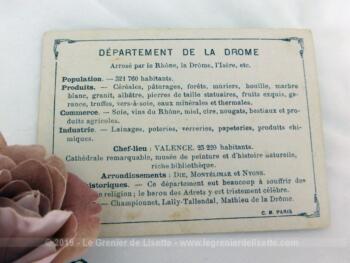 DÉPARTEMENT DE LA DROME
Arrosé par le Rhône, la Drôme, l'Isère, etc.
Population. — 321 760 habitants.
Produits. — Céréales, pâturages, forêts, mûriers, houille, marbre
blanc, granit, albâtre, pierres de taille statuaires, fruits exquis, ga-
rance, truffes, vers-à-soie, eaux minérales et thermales.
Commerce. — Soie, vins du Rhône, miel, cire, nougats, bestiaux et pro-
duits agricoles.
Industrie. — Lainages, poteries, verreries, papeteries, produits chi-
miques.
Chef-lieu : VALENCE. 25 220 habitants.
Cathédrale remarquable, musée de peinture et d'histoire naturelle,
riche bibliothèque.
Arrondissements : DIE, MONTÉLIMAR et NYONS.
historiques. — Ce département eut beaucoup à souffrir des
de religion ; le baron des Adrets y est tristement célèbre.
— Championnet, Lally-Tallendal, Mathieu de la Drôme.
C. B. PARIS
©2019 - Le Grenier de Lisette - www.legrenierdelisette.com